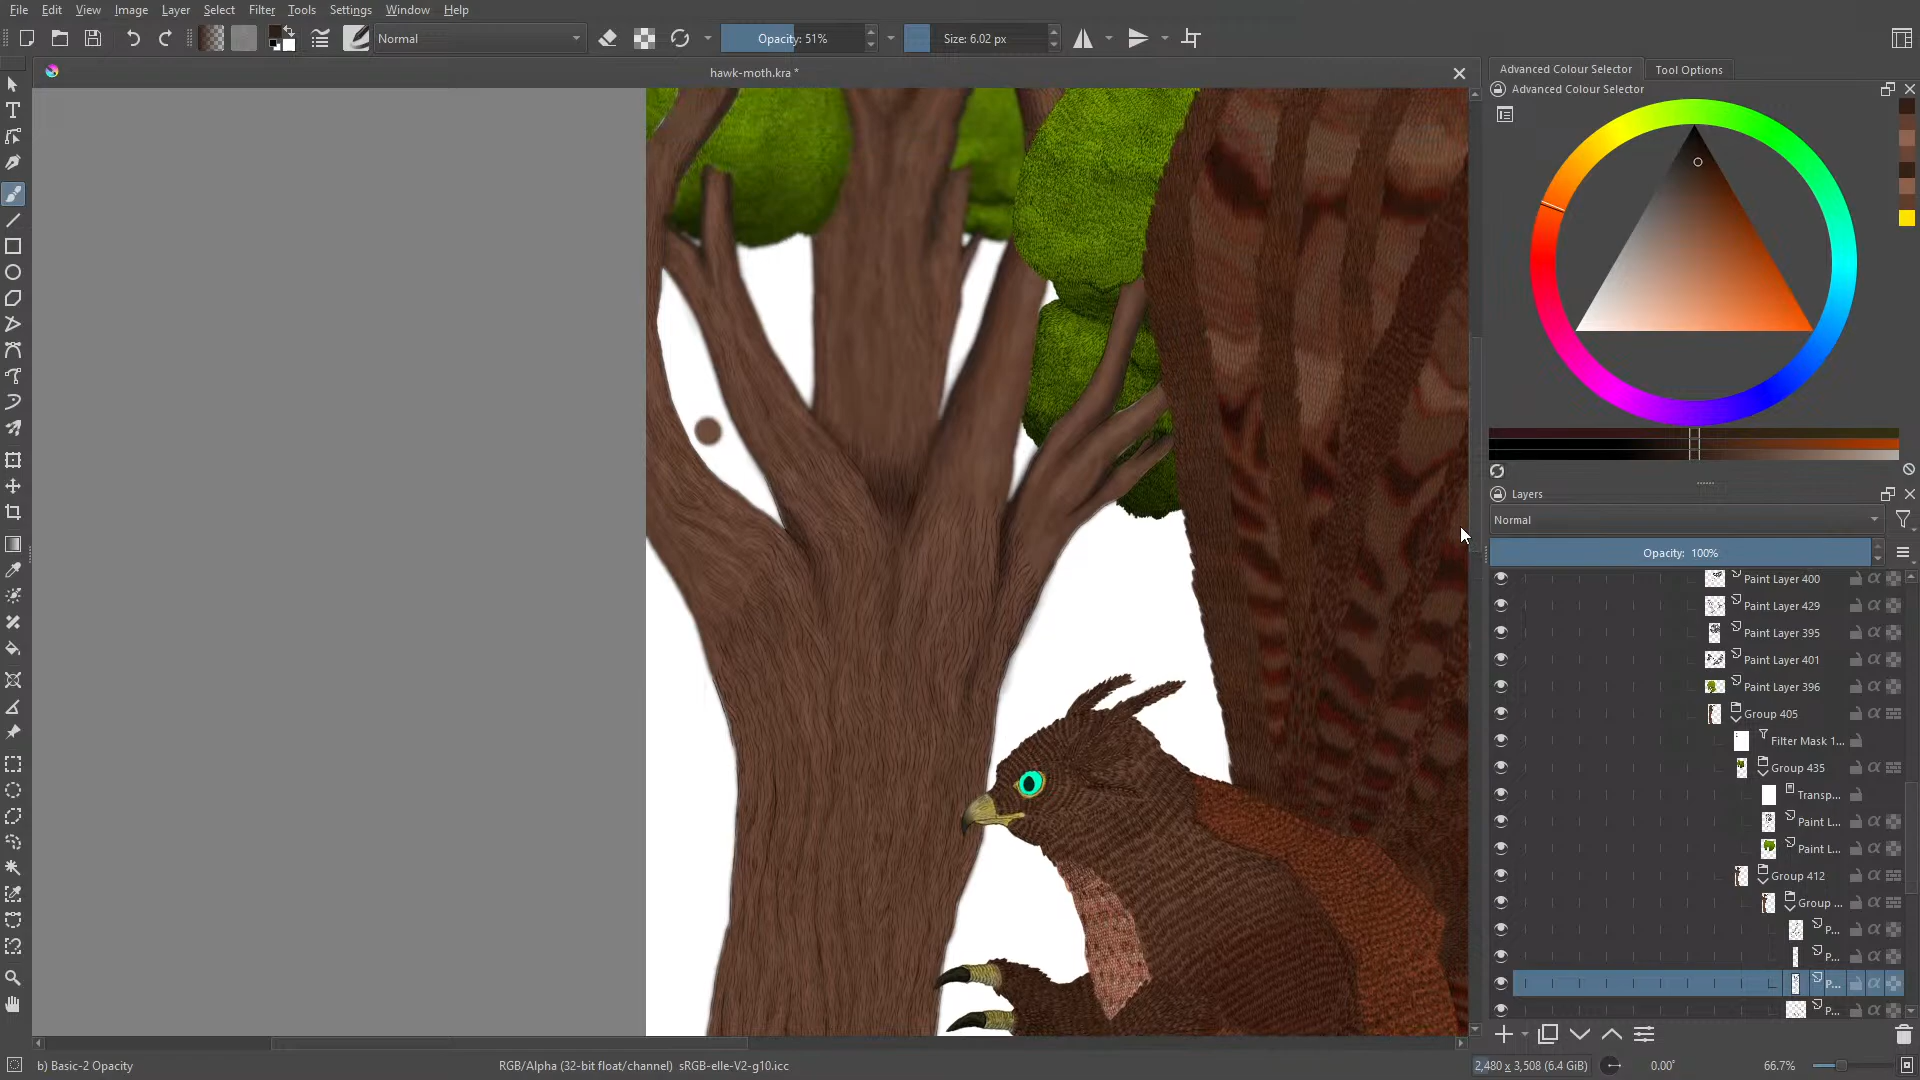 File Edit View Image Layer Select Filter Tools Settings Window Help
Normal Opacity: 51% Size: 6.02 px
hawk-moth.kra *
Advanced Colour Selector Tool Options
Advanced Colour Selector
Layers
Normal
Opacity: 100%
Paint Layer 400
Paint Layer 429
Paint Layer 395
Paint Layer 401
Paint Layer 396
Group 405
Filter Mask 1...
Group 435
Transp...
Paint L...
Paint L...
Group 412
Group ...
P...
P...
P...
P...
b) Basic-2 Opacity RGB/Alpha (32-bit float/channel) sRGB-elle-V2-g10.icc 2,480 x 3,508 (6.4 GiB) 0.00° 66.7%